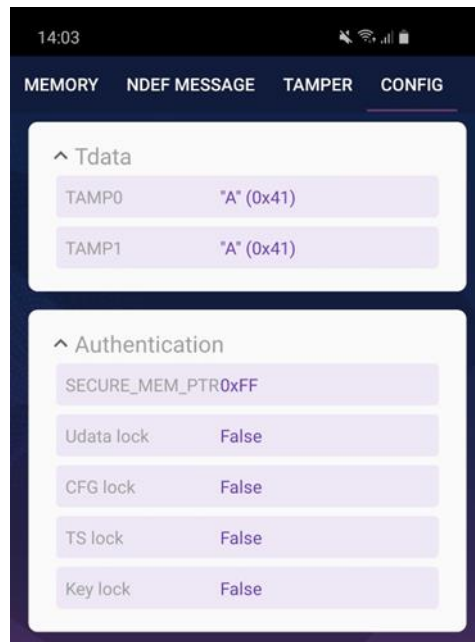 14:03
MEMORY NDEF MESSAGE TAMPER CONFIG
Tdata
TAMP0 "A" (0x41)
TAMP1 "A" (0x41)
Authentication
SECURE_MEM_PTR0xFF
Udata lock False
CFG lock False
TS lock False
Key lock False